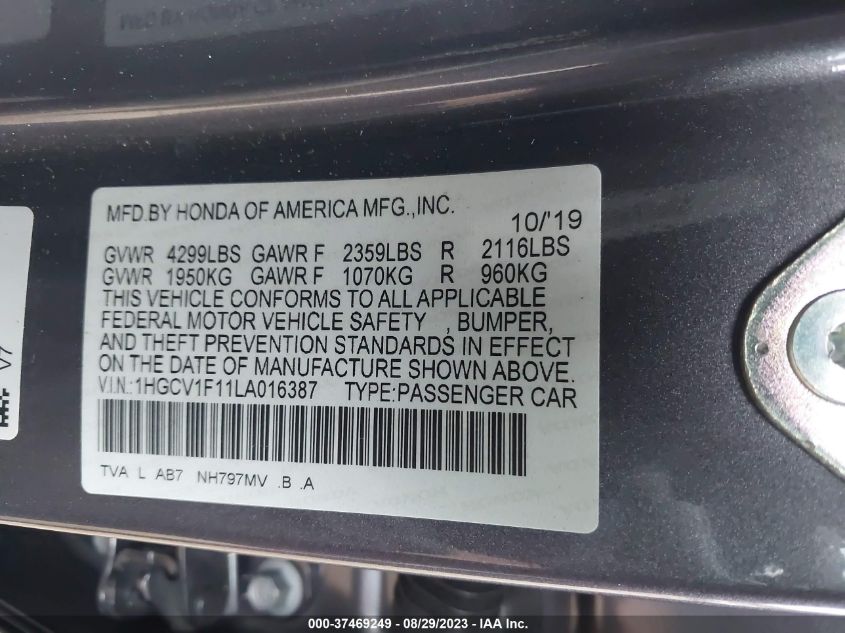 MFD.BY HONDA OF AMERICA MFG.,INC. 10/'19
GVWR 4299LBS GAWR F 2359LBS R 2116LBS
GVWR 1950KG GAWR F 1070KG R 960KG
THIS VEHICLE CONFORMS TO ALL APPLICABLE
FEDERAL MOTOR VEHICLE SAFETY , BUMPER,
AND THEFT PREVENTION STANDARDS IN EFFECT
ON THE DATE OF MANUFACTURE SHOWN ABOVE.
V.I.N.:1HGCV1F11LA016387 TYPE:PASSENGER CAR
TVA L AB7 NH797MV .B .A
V7
000-37469249 - 08/29/2023 - IAA Inc.